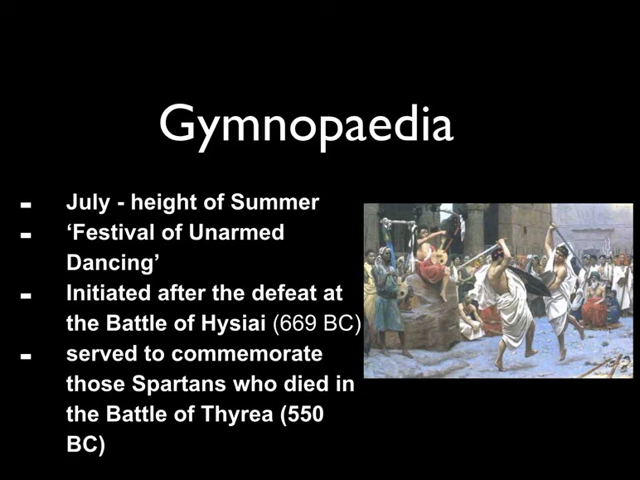 Gymnopaedia
- July - height of Summer
- ‘Festival of Unarmed
Dancing’
- Initiated after the defeat at
the Battle of Hysiai (669 BC)
- served to commemorate
those Spartans who died in
the Battle of Thyrea (550
BC)